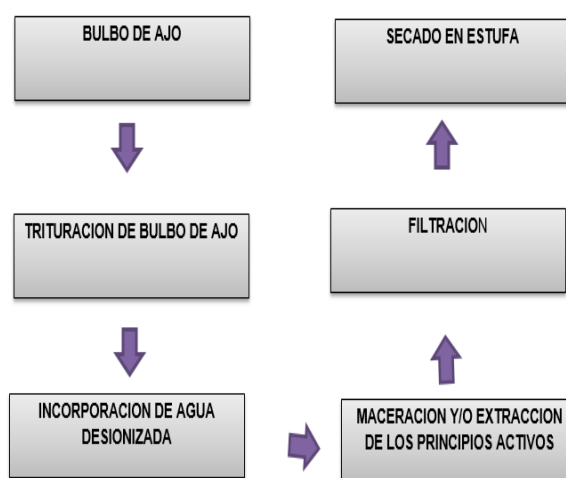 BULBO DE AJO
TRITURACION DE BULBO DE AJO
INCORPORACION DE AGUA
DESIONIZADA
MACERACION Y/O EXTRACCION
DE LOS PRINCIPIOS ACTIVOS
FILTRACION
SECADO EN ESTUFA